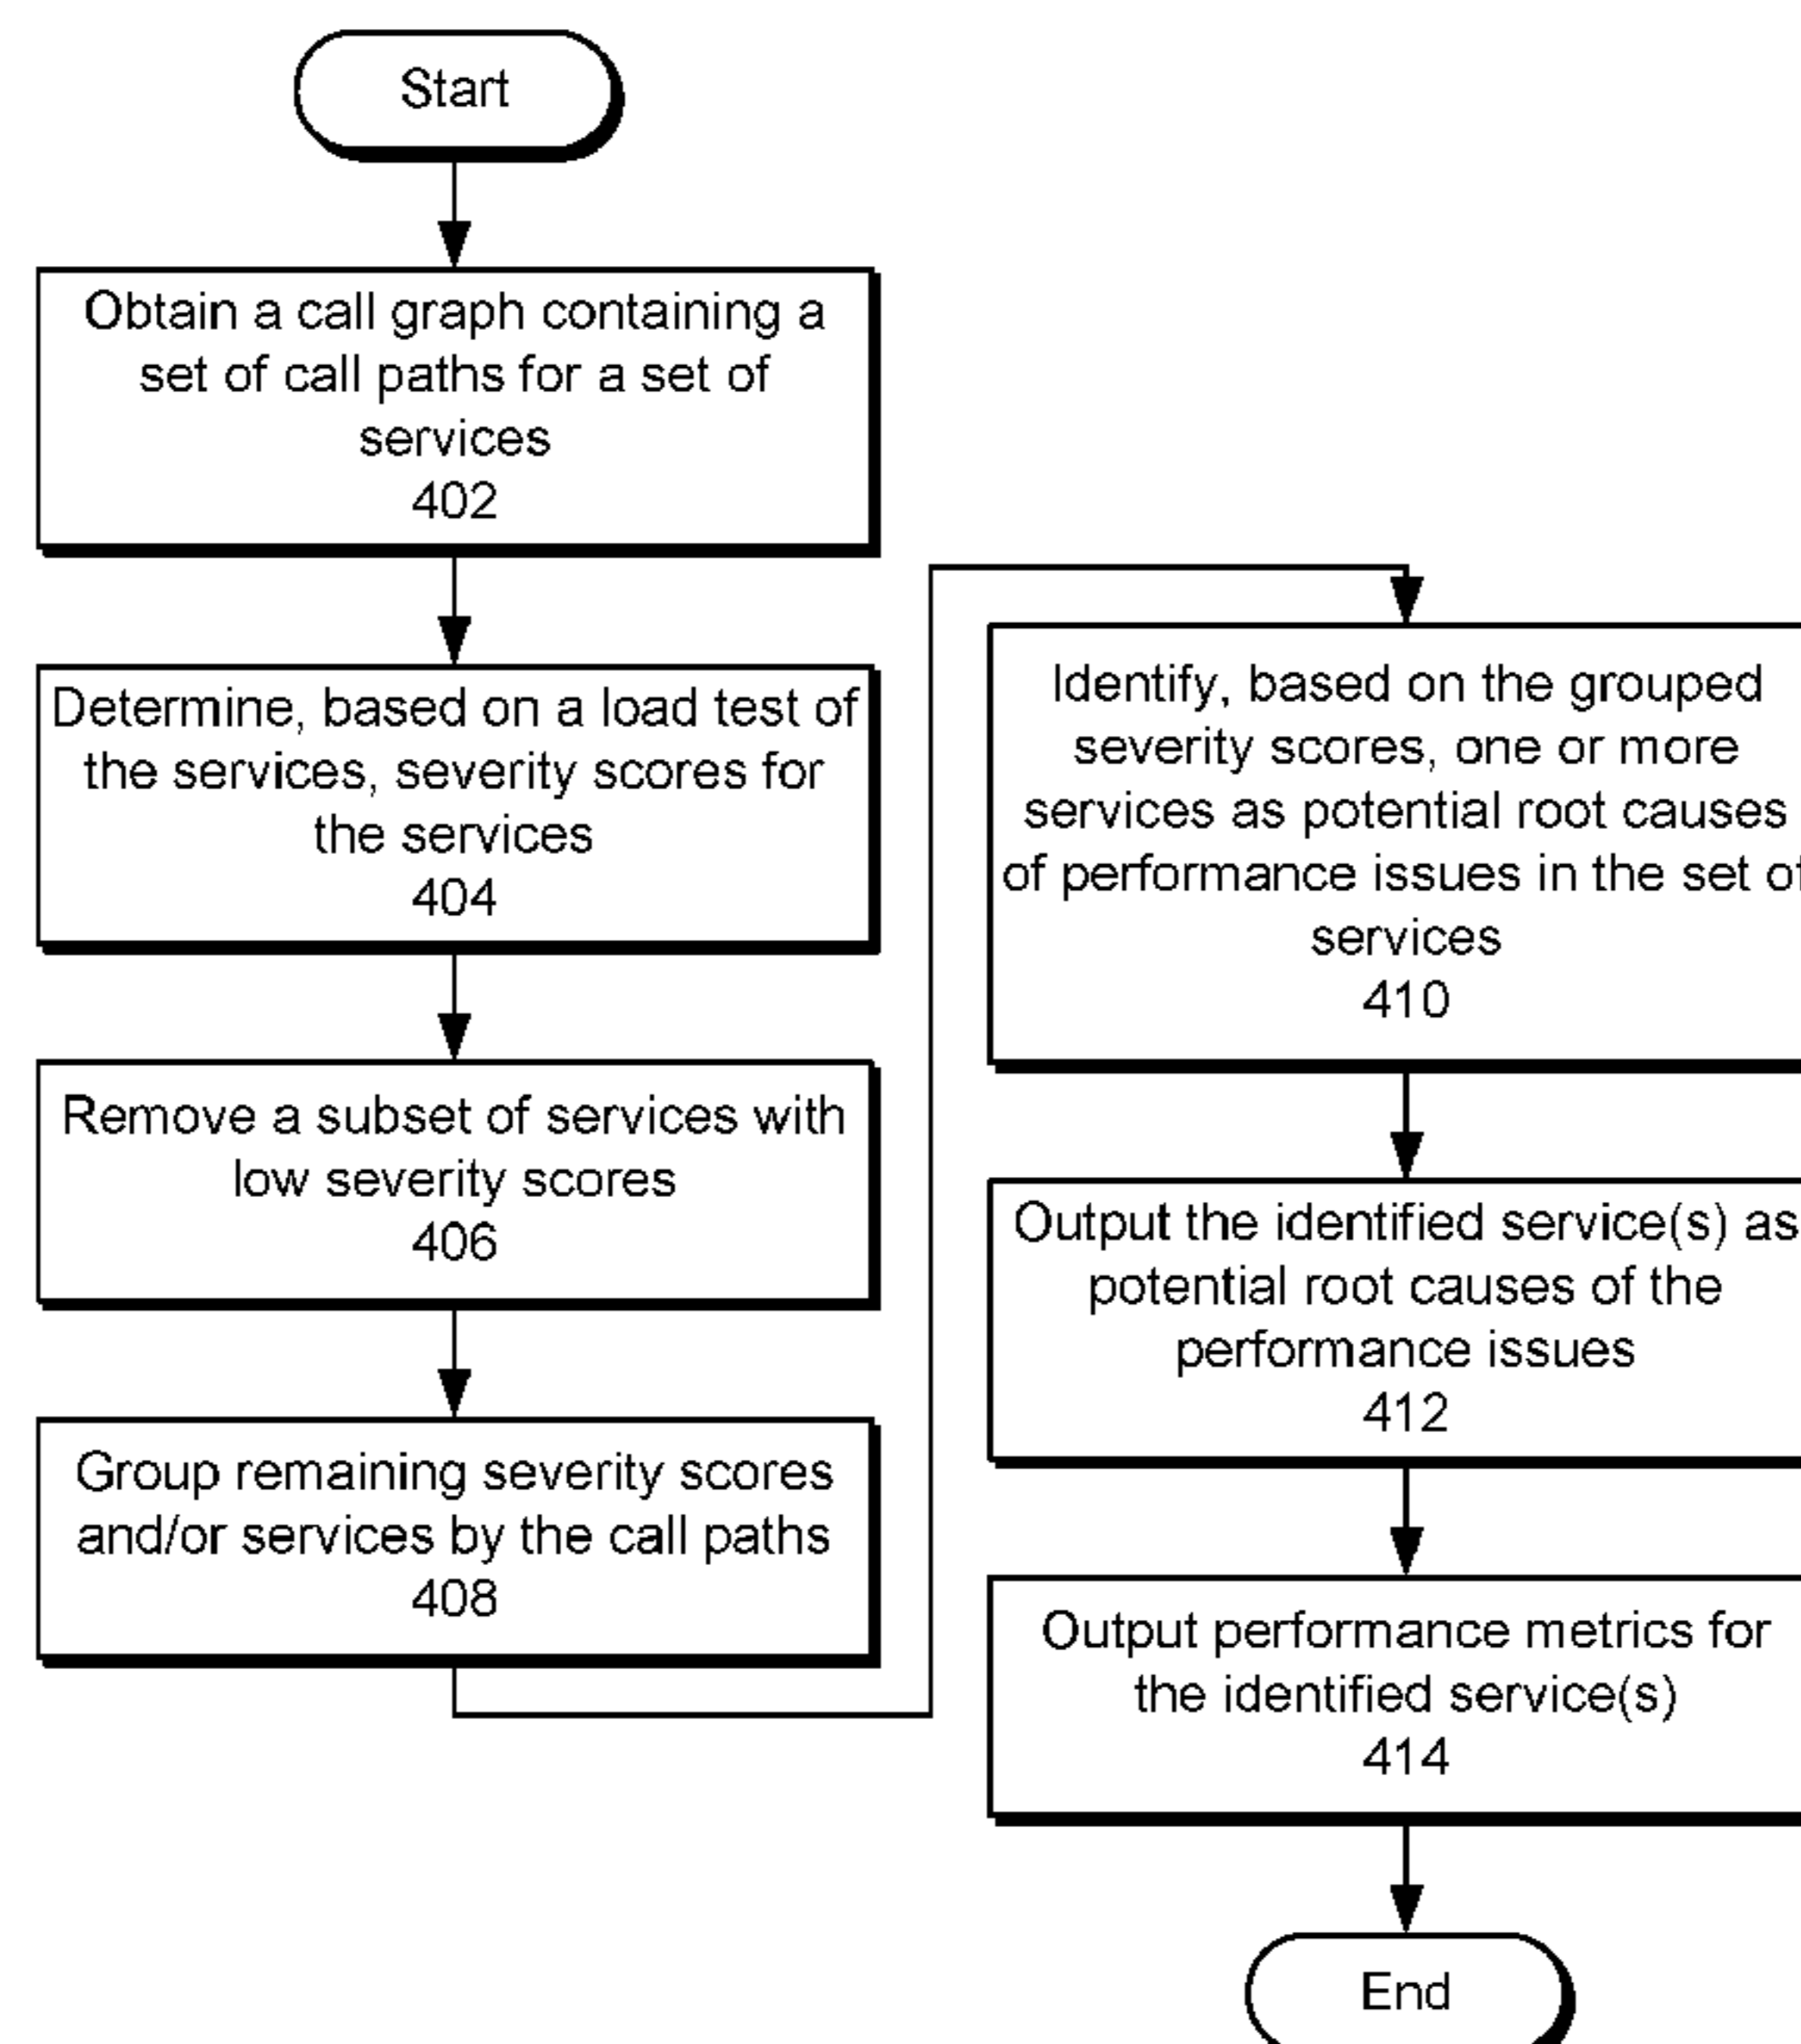 Start
Obtain a call graph containing a
set of call paths for a set of
services
402
Determine, based on a load test of
the services, severity scores for
the services
404
Remove a subset of services with
low severity scores
406
Group remaining severity scores
and/or services by the call paths
408
Identify, based on the grouped
severity scores, one or more
services as potential root causes
of performance issues in the set of
services
410
Output the identified service(s) as
potential root causes of the
performance issues
412
Output performance metrics for
the identified service(s)
414
End